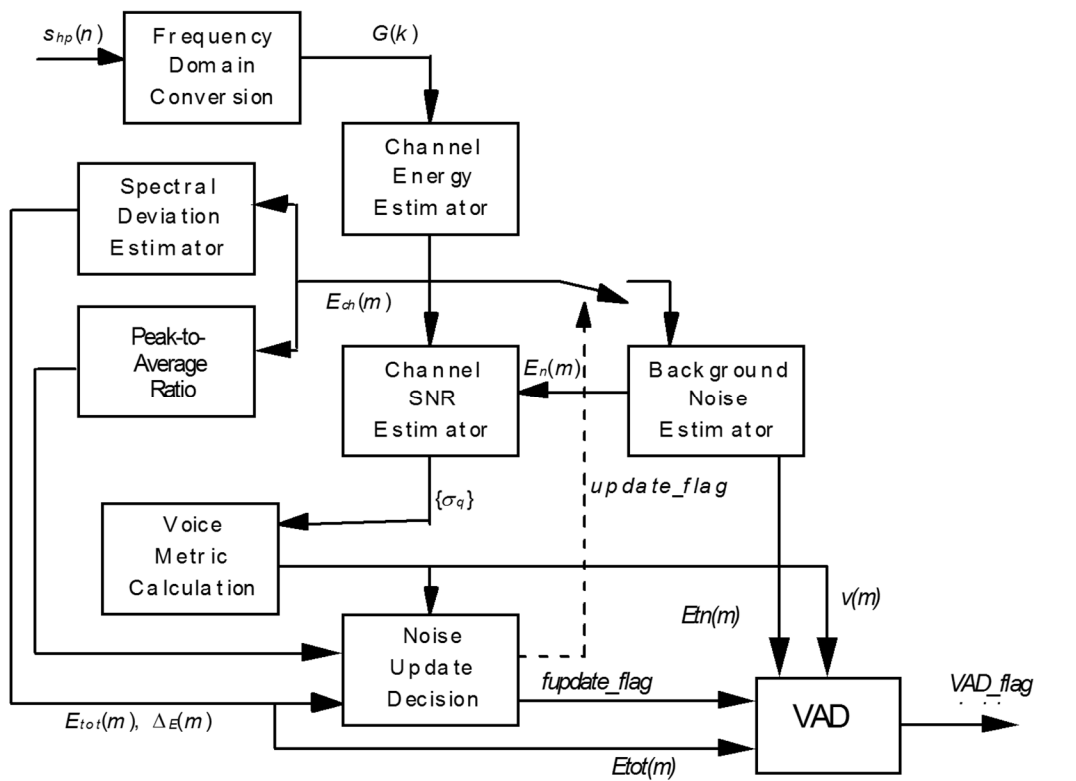 s_hp(n)
Frequency
Domain
Conversion
G(k)
Channel
Energy
Estimator
Spectral
Deviation
Estimator
E_ch(m)
Peak-to-
Average
Ratio
Channel
SNR
Estimator
E_n(m)
Background
Noise
Estimator
update_flag
{σ_q}
Voice
Metric
Calculation
v(m)
Etn(m)
Noise
Update
Decision
fupdate_flag
VAD
VAD_flag
E_tot(m), Δ_E(m)
Etot(m)